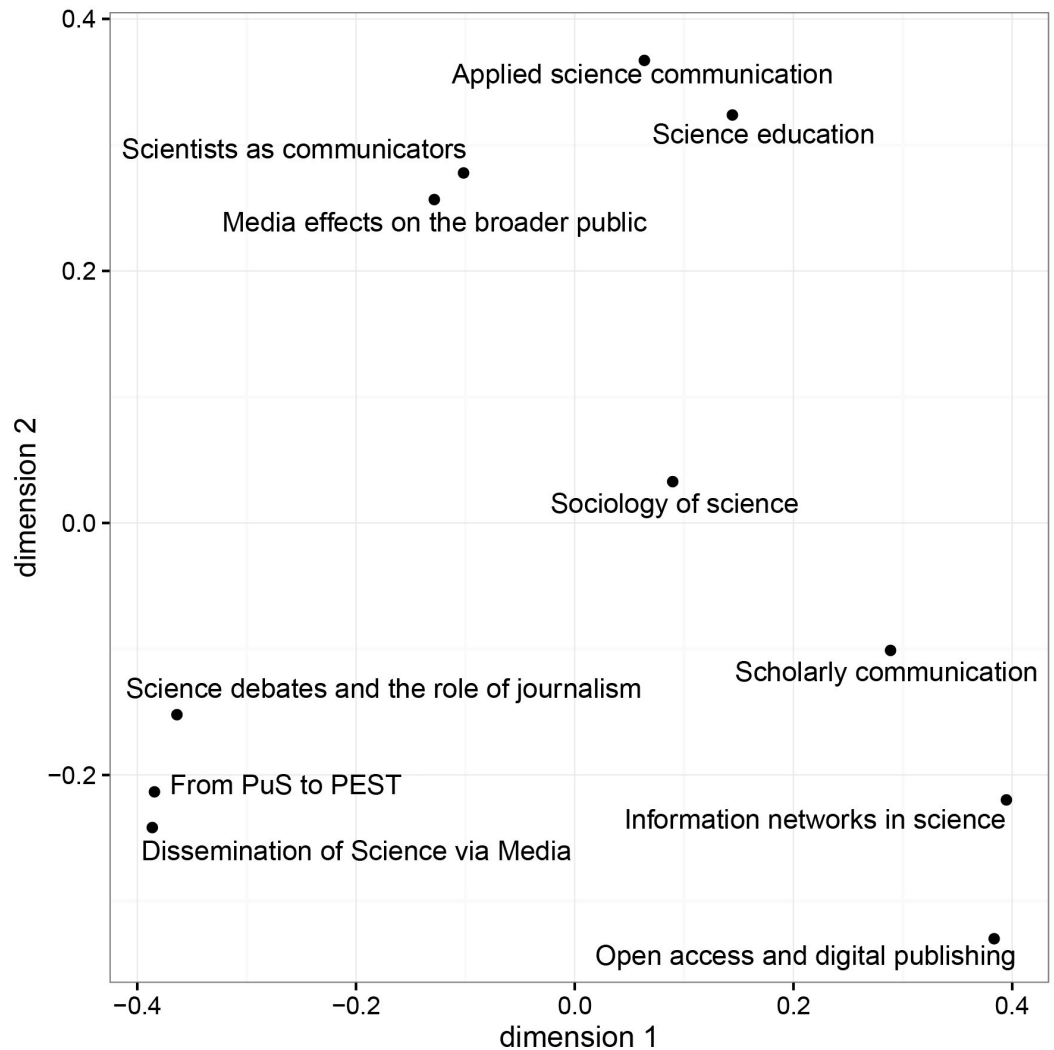 0.4
Applied science communication
Science education
Scientists as communicators
Media effects on the broader public
0.2
Sociology of science
dimension 2
0.0
Scholarly communication
Science debates and the role of journalism
−0.2
From PuS to PEST
Information networks in science
Dissemination of Science via Media
Open access and digital publishing
−0.4
−0.2
0.0
0.2
0.4
dimension 1